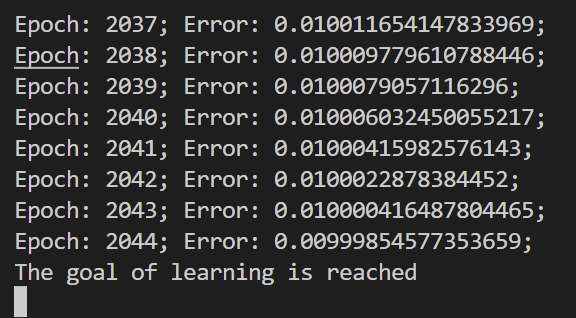 Epoch: 2037; Error: 0.010011654147833969;
Epoch: 2038; Error: 0.010009779610788446;
Epoch: 2039; Error: 0.0100079057116296;
Epoch: 2040; Error: 0.010006032450055217;
Epoch: 2041; Error: 0.01000415982576143;
Epoch: 2042; Error: 0.0100022878384452;
Epoch: 2043; Error: 0.010000416487804465;
Epoch: 2044; Error: 0.00999854577353659;
The goal of learning is reached